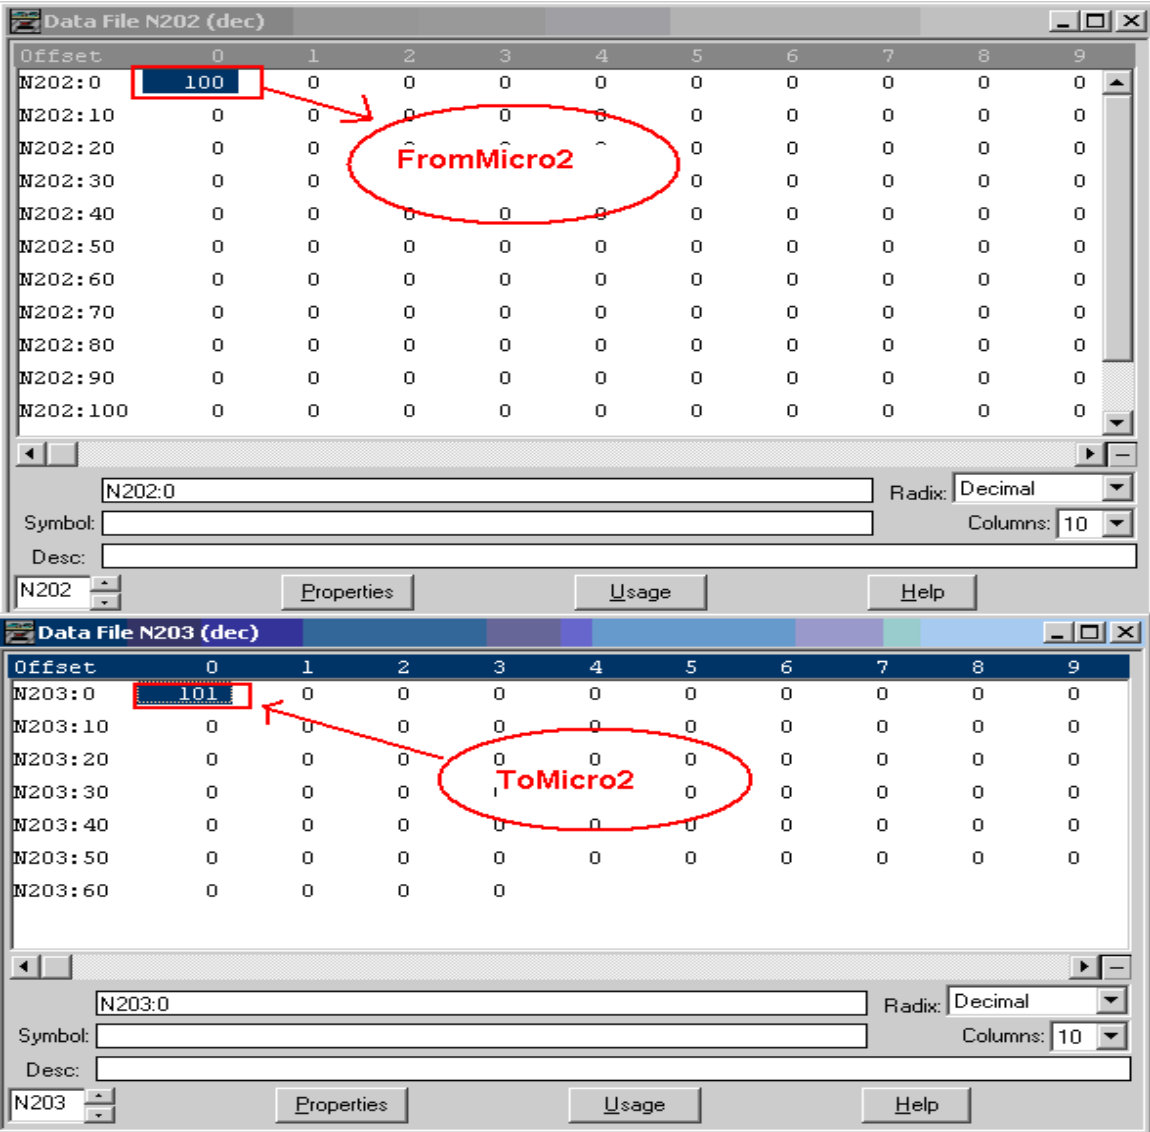 Data File N202 (dec)
Offset 0 1 2 3 4 5 6 7 8 9
N202:0 100 0 0 0 0 0 0 0 0 0
N202:10 0 0 0 0 0 0 0 0 0
N202:20 0 0 0 0 0 0 0
N202:30 0 0 0 0 0 0 0
N202:40 0 0 0 0 0 0 0 0 0 0
N202:50 0 0 0 0 0 0 0 0 0 0
N202:60 0 0 0 0 0 0 0 0 0 0
N202:70 0 0 0 0 0 0 0 0 0 0
N202:80 0 0 0 0 0 0 0 0 0 0
N202:90 0 0 0 0 0 0 0 0 0 0
N202:100 0 0 0 0 0 0 0 0 0 0
FromMicro2
N202:0 Radix: Decimal
Symbol: Columns: 10
Desc:
N202 Properties Usage Help
Data File N203 (dec)
Offset 0 1 2 3 4 5 6 7 8 9
N203:0 101 0 0 0 0 0 0 0 0 0
N203:10 0 0 0 0 0 0 0 0 0 0
N203:20 0 0 0 0 0 0 0 0 0 0
N203:30 0 0 0 0 0 0 0 0
N203:40 0 0 0 0 0 0 0 0 0 0
N203:50 0 0 0 0 0 0 0 0 0 0
N203:60 0 0 0 0
ToMicro2
N203:0 Radix: Decimal
Symbol: Columns: 10
Desc:
N203 Properties Usage Help